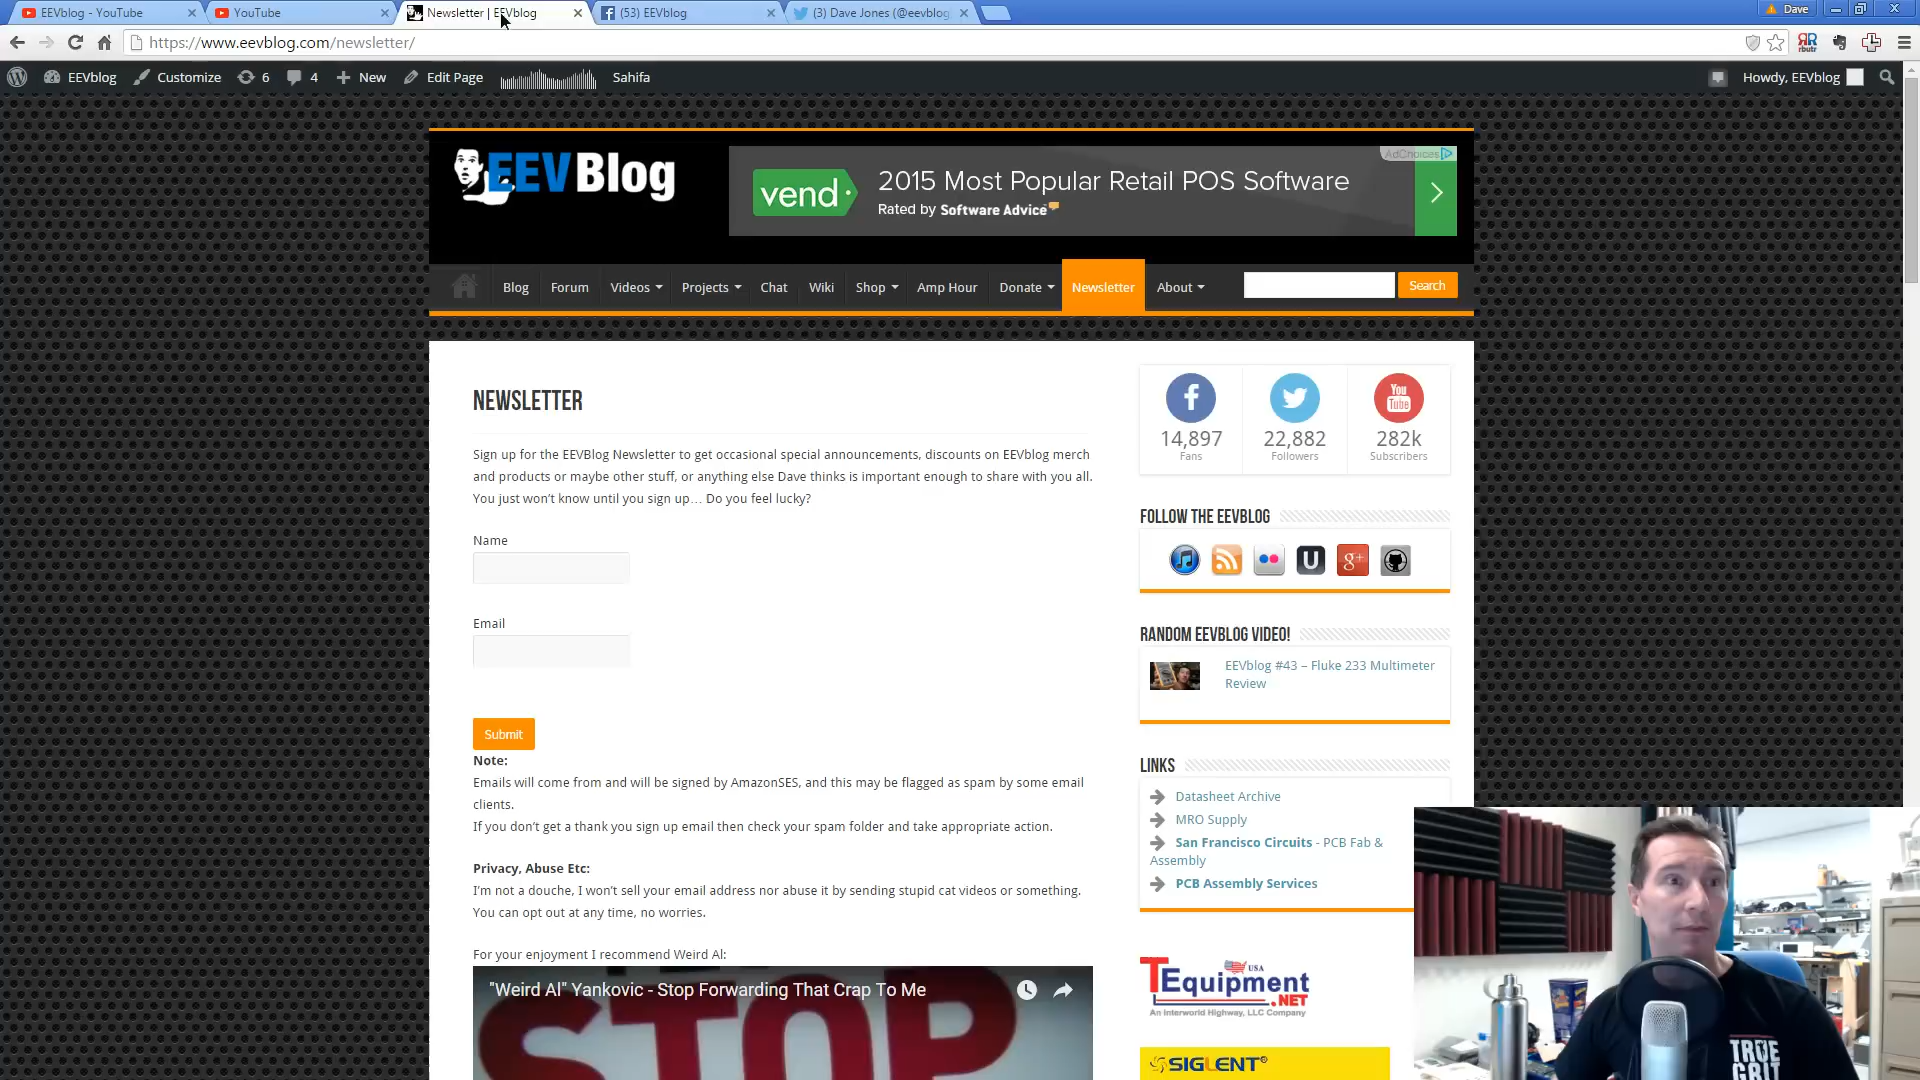 EEVblog - YouTube
YouTube
Newsletter | EEVblog
(53) EEVblog
(3) Dave Jones (@eevblog
Dave
https://www.eevblog.com/newsletter/
RR
rbutr
EEVblog
Customize
6
4
New
Edit Page
Sahifa
Howdy, EEVblog
EEVBlog
vend
2015 Most Popular Retail POS Software
Rated by Software Advice
AdChoices
Blog
Forum
Videos
Projects
Chat
Wiki
Shop
Amp Hour
Donate
Newsletter
About
Search
NEWSLETTER
Sign up for the EEVBlog Newsletter to get occasional special announcements, discounts on EEVblog merch
and products or maybe other stuff, or anything else Dave thinks is important enough to share with you all.
You just won't know until you sign up… Do you feel lucky?
Name
Email
Submit
Note:
Emails will come from and will be signed by AmazonSES, and this may be flagged as spam by some email
clients.
If you don't get a thank you sign up email then check your spam folder and take appropriate action.
Privacy, Abuse Etc:
I'm not a douche, I won't sell your email address nor abuse it by sending stupid cat videos or something.
You can opt out at any time, no worries.
For your enjoyment I recommend Weird Al:
"Weird Al" Yankovic - Stop Forwarding That Crap To Me
STOP
You
Tube
14,897
Fans
22,882
Followers
282k
Subscribers
FOLLOW THE EEVBLOG
U
g+
RANDOM EEVBLOG VIDEO!
EEVblog #43 – Fluke 233 Multimeter
Review
LINKS
Datasheet Archive
MRO Supply
San Francisco Circuits - PCB Fab &
Assembly
PCB Assembly Services
TEquipment
USA
.NET
An Interworld Highway, LLC Company
SIGLENT®
TRUE
GRIT